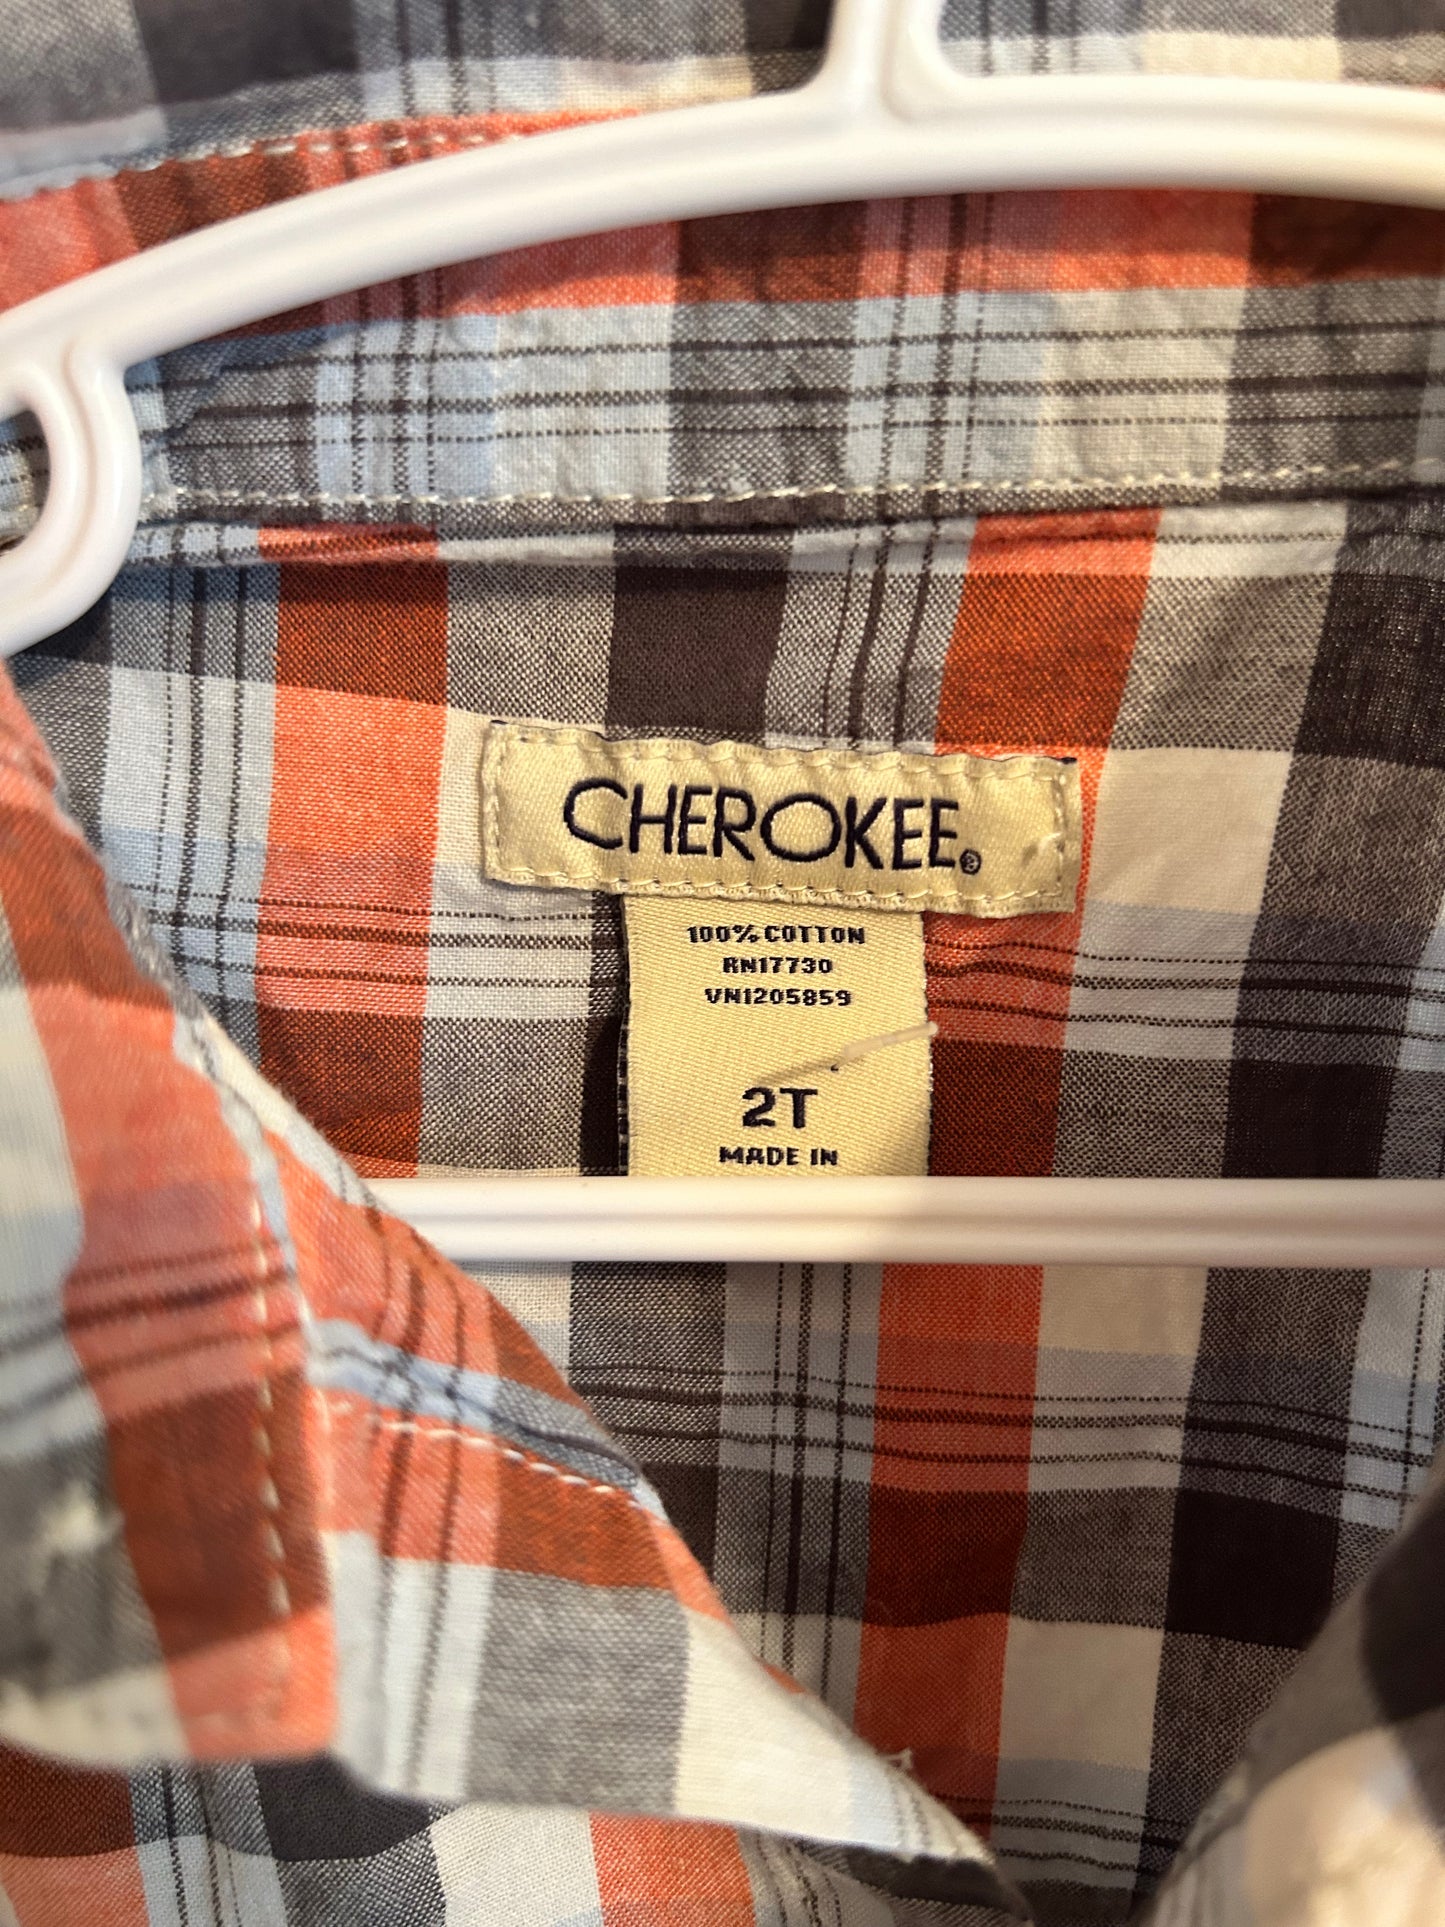 CHEROKEE®
100% COTTON
RN17730
VN1205859
2T
MADE IN